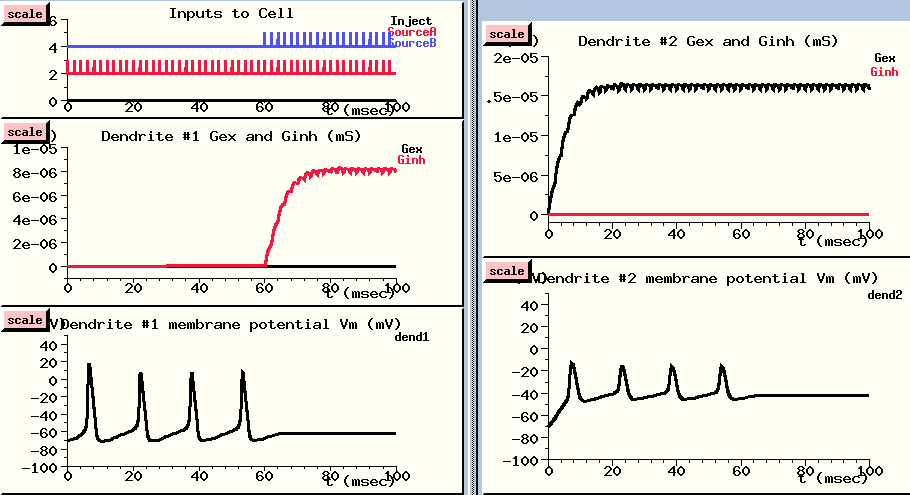 scale
Inputs to Cell
Inject
SourceA
SourceB
6
4
2
0
0 20 40 60 80 100
t (msec)
scale
Dendrite #1 Gex and Ginh (mS)
Gex
Ginh
1e-05
8e-06
6e-06
4e-06
2e-06
0
0 20 40 60 80 100
t (msec)
scale
V)Dendrite #1 membrane potential Vm (mV)
dend1
40
20
0
-20
-40
-60
-80
-100
0 20 40 60 80 100
t (msec)
scale
Dendrite #2 Gex and Ginh (mS)
Gex
Ginh
2e-05
.5e-05
1e-05
5e-06
0
0 20 40 60 80 100
t (msec)
scale
(V)Dendrite #2 membrane potential Vm (mV)
dend2
40
20
0
-20
-40
-60
-80
-100
0 20 40 60 80 100
t (msec)